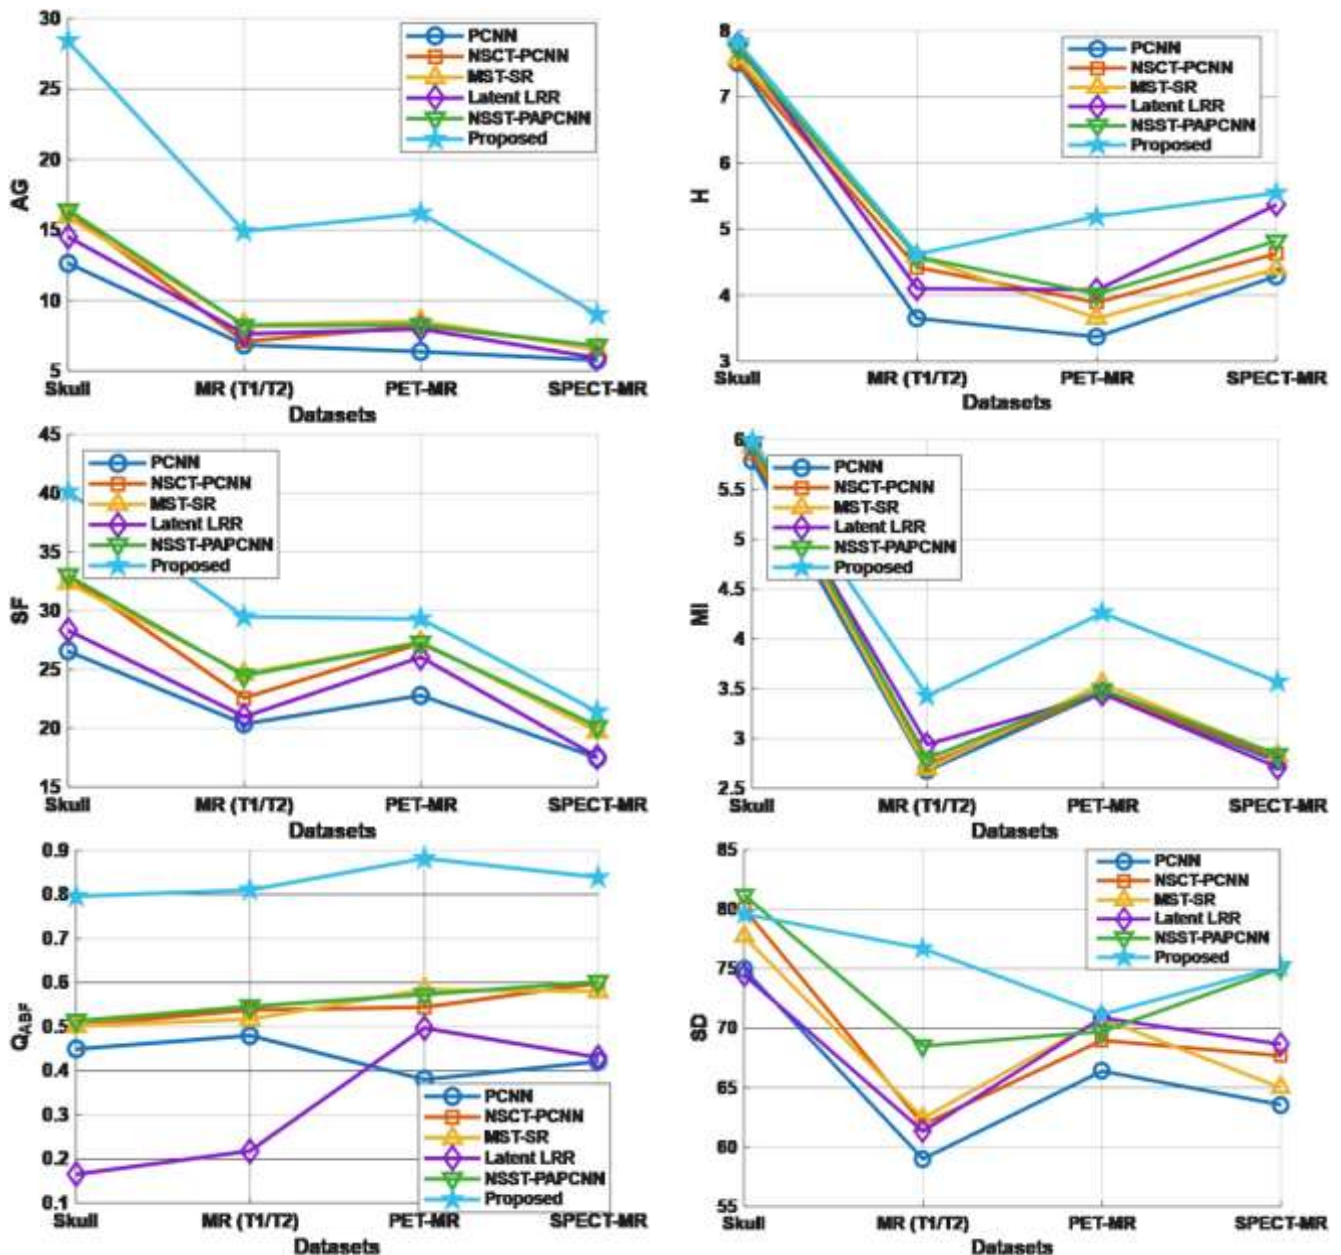 30
25
20
15
10
5
AG
PCNN
NSCT-PCNN
MST-SR
Latent LRR
NSST-PAPCNN
Proposed
Skull MR (T1/T2) PET-MR SPECT-MR
Datasets
8
7
6
5
4
3
H
PCNN
NSCT-PCNN
MST-SR
Latent LRR
NSST-PAPCNN
Proposed
Skull MR (T1/T2) PET-MR SPECT-MR
Datasets
45
40
35
30
25
20
15
SF
PCNN
NSCT-PCNN
MST-SR
Latent LRR
NSST-PAPCNN
Proposed
Skull MR (T1/T2) PET-MR SPECT-MR
Datasets
6
5.5
5
4.5
4
3.5
3
2.5
MI
PCNN
NSCT-PCNN
MST-SR
Latent LRR
NSST-PAPCNN
Proposed
Skull MR (T1/T2) PET-MR SPECT-MR
Datasets
0.9
0.8
0.7
0.6
0.5
0.4
0.3
0.2
0.1
QABF
PCNN
NSCT-PCNN
MST-SR
Latent LRR
NSST-PAPCNN
Proposed
Skull MR (T1/T2) PET-MR SPECT-MR
Datasets
85
80
75
70
65
60
55
SD
PCNN
NSCT-PCNN
MST-SR
Latent LRR
NSST-PAPCNN
Proposed
Skull MR (T1/T2) PET-MR SPECT-MR
Datasets